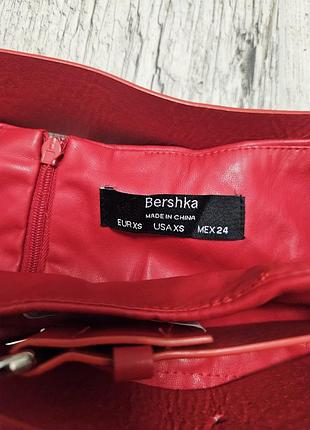 Bershka
MADE IN CHINA
EUR XS USA XS MEX 24